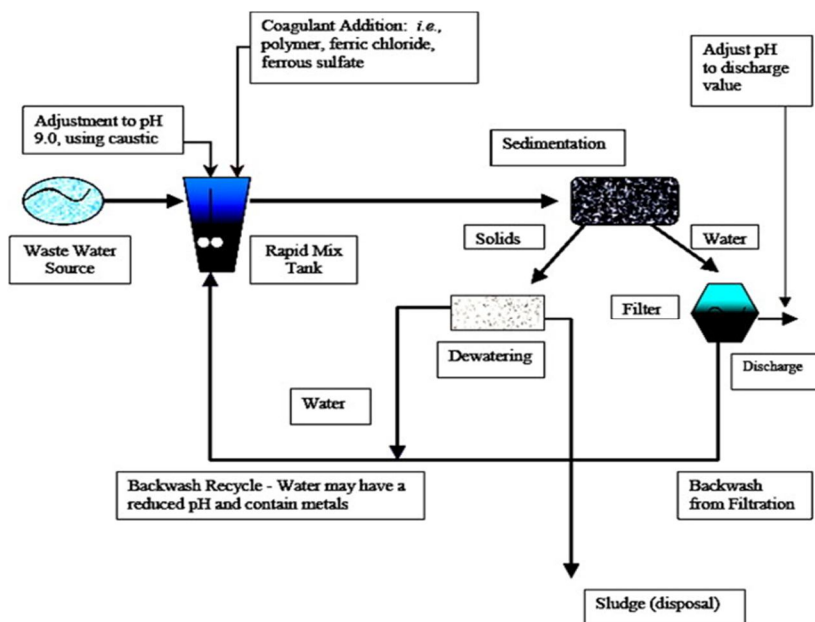 Coagulant Addition: i.e.,
polymer, ferric chloride,
ferrous sulfate
Adjust pH
to discharge
value
Adjustment to pH
9.0, using caustic
Sedimentation
Waste Water
Source
Rapid Mix
Tank
Solids
Water
Filter
Dewatering
Discharge
Water
Backwash Recycle - Water may have a
reduced pH and contain metals
Backwash
from Filtration
Sludge (disposal)